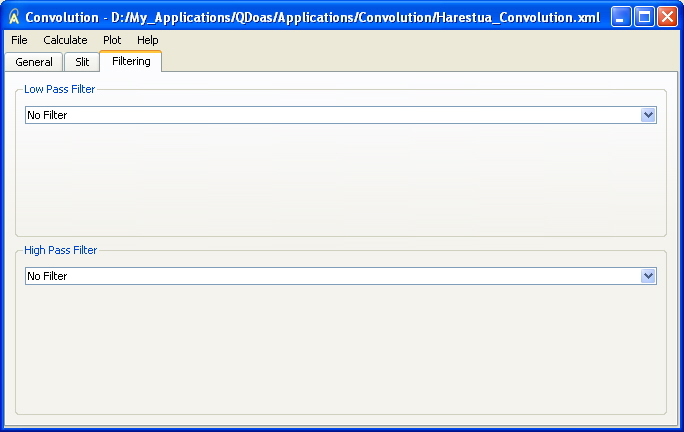 Convolution - D:/My_Applications/QDoas/Applications/Convolution/Harestua_Convolution.xml
File Calculate Plot Help
General Slit Filtering
Low Pass Filter
No Filter
High Pass Filter
No Filter